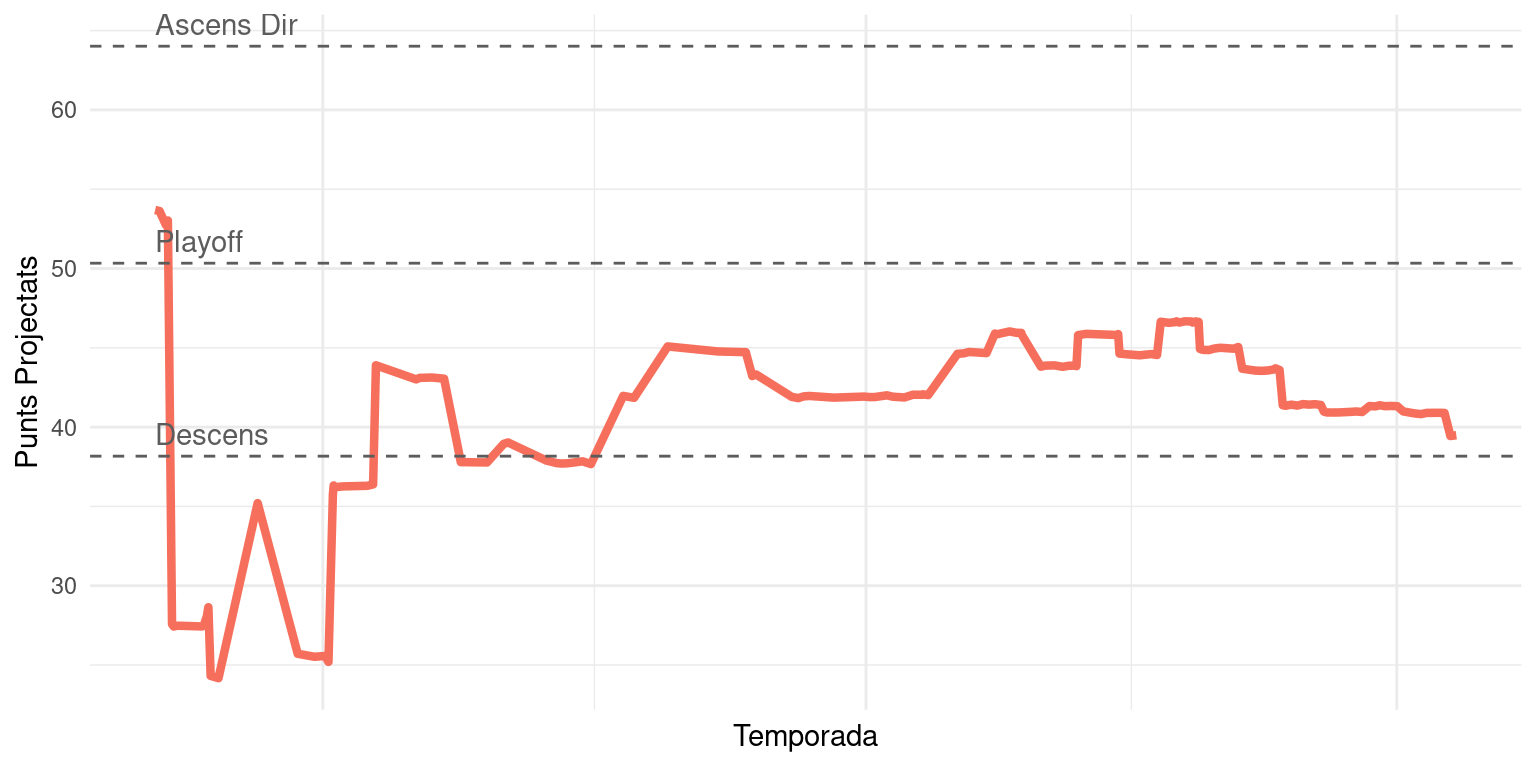 Ascens Dir
60
Playoff
50
Descens
40
30
Punts Projectats
Temporada